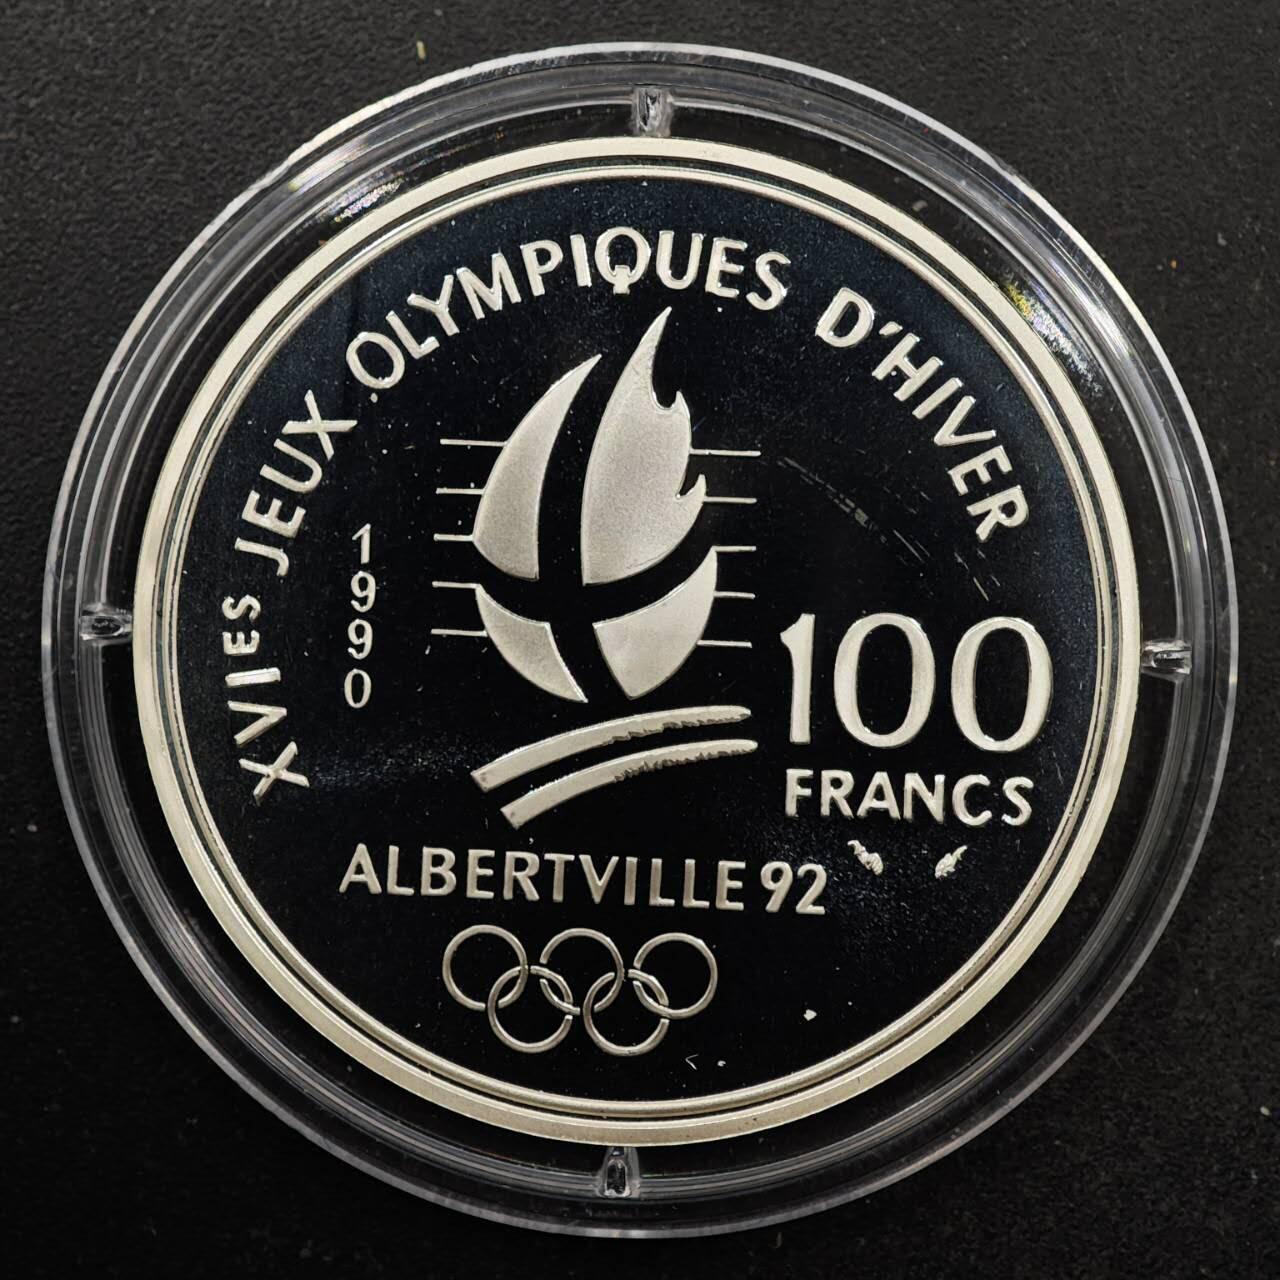 XVIES JEUX OLYMPIQUES D'HIVER
1990
100
FRANCS
ALBERTVILLE 92